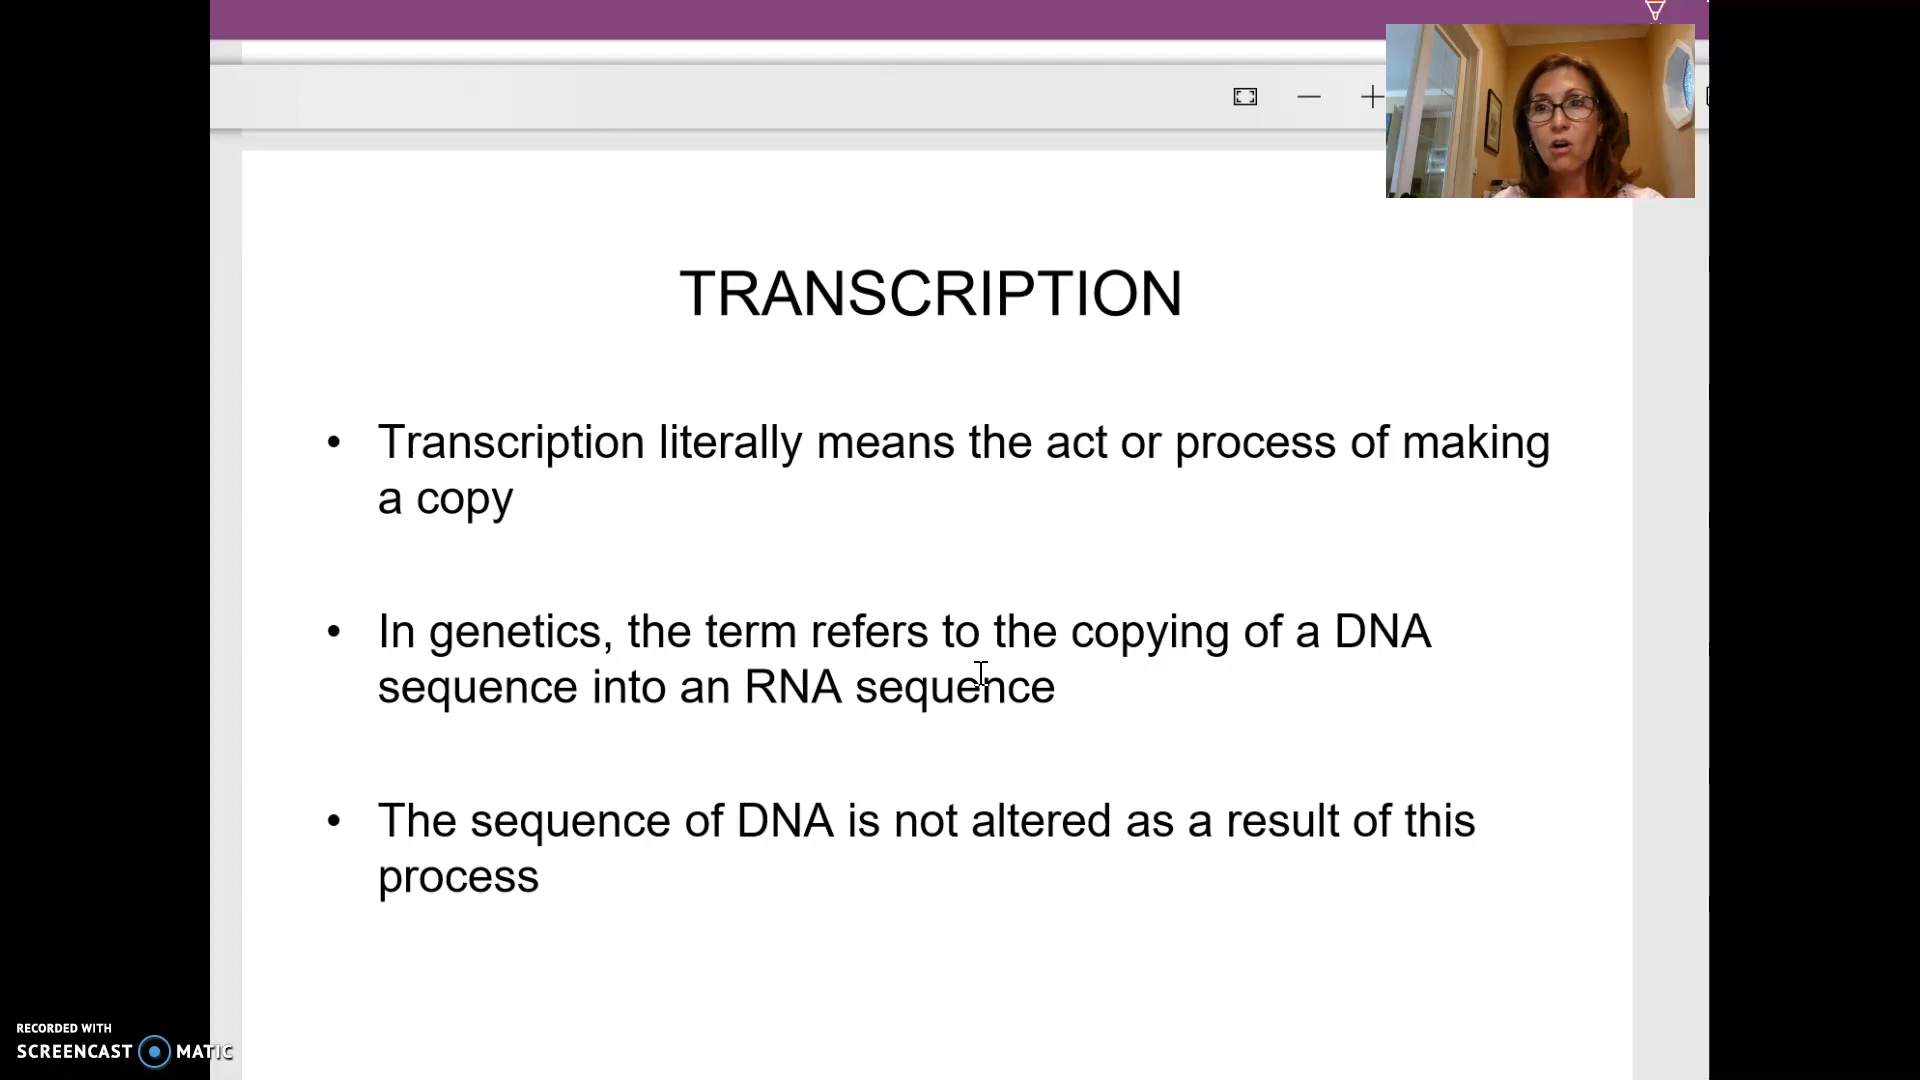 TRANSCRIPTION
• Transcription literally means the act or process of making
a copy
• In genetics, the term refers to the copying of a DNA
sequence into an RNA sequence
• The sequence of DNA is not altered as a result of this
process
RECORDED WITH
SCREENCAST MATIC